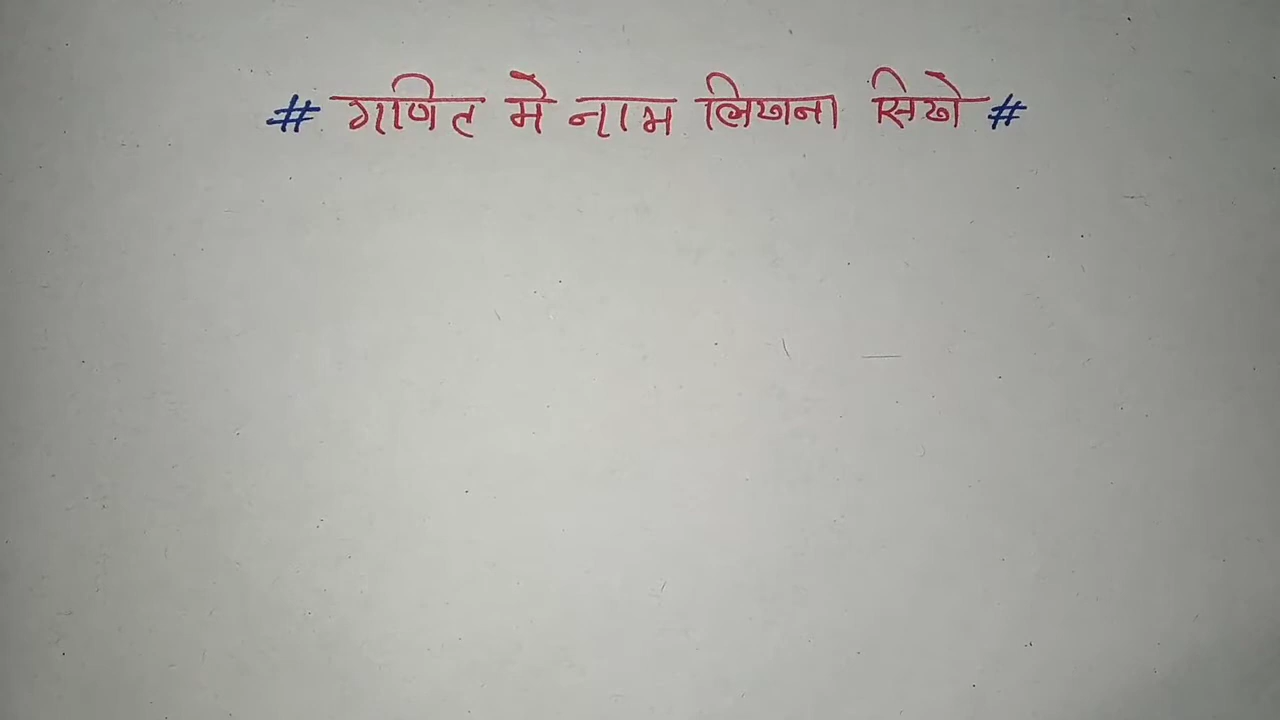 # गणित मे नाम लिखना सिखे #